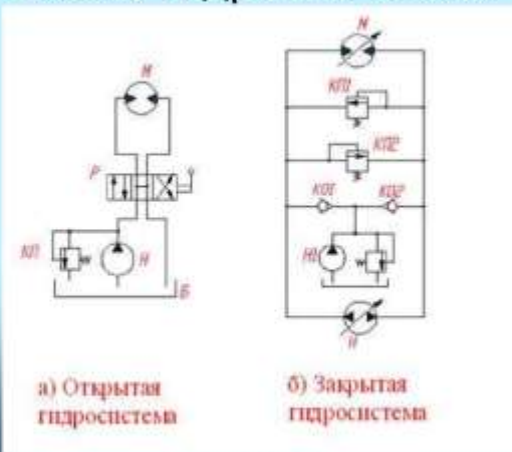 М
Р
КП
Н
Б
М
КП1
КП2
КО1
КО2
Н1
Н
а) Открытая
гидросистема
б) Закрытая
гидросистема